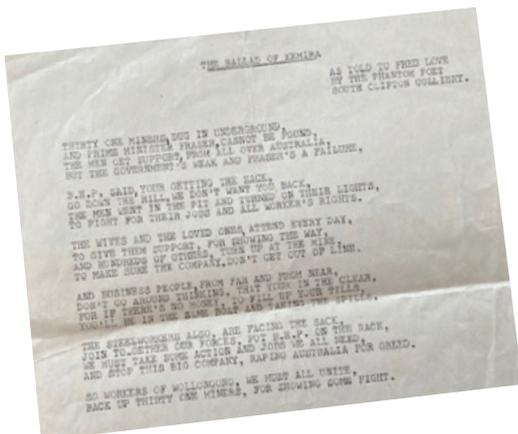 THE BALLAD OF KEMIRA
AS TOLD TO FRED LOVE
BY THE PHANTOM POET
SOUTH CLIFTON COLLIERY.
THIRTY ONE MINERS,DUG IN UNDERGROUND,
AND PRIME MINISTER FRASER,CANNOT BE FOUND,
THE MEN GET SUPPORT,FROM ALL OVER AUSTRALIA,
BUT THE GOVERNMENT'S WEAK AND FRASER'S A FAILURE,
B.H.P. SAID,YOUR GETTING THE SACK,
GO DOWN THE HILL,WE DON'T WANT YOU BACK,
THE MEN WENT IN THE PIT AND TURNED ON THEIR LIGHTS,
TO FIGHT FOR THEIR JOBS AND ALL WORKER'S RIGHTS.
THE WIVES AND THE LOVED ONES,ATTEND EVERY DAY,
TO GIVE THEM SUPPORT, FOR SHOWING THE WAY,
AND HUNDREDS OF OTHERS, TURN UP AT THE MINE
TO MAKE SURE THE COMPANY,DON'T GET OUT OF LINE.
AND BUSINESS PEOPLE,FROM FAR AND FROM NEAR,
DON'T GO AROUND THINKING, THAT YOUR IN THE CLEAR,
FOR IF THERE'S NO MONEY, TO FILL UP YOUR TILLS,
YOU'LL BE IN THE SAME BOAT AND TAKING THE SPILLS.
THE STEELWORKERS ALSO, ARE FACING THE SACK,
JOIN TO.GETHER OUR FORCES, PUT B.H.P. ON THE RACK,
WE MUST TAKE SOME ACTION AND JOBS WE ALL NEED,
AND STOP THIS BIG COMPANY, RAPING AUSTRALIA FOR GREED.
SO WORKERS OF WOLLONGONG, WE MUST ALL UNITE,
BACK UP THIRTY ONE MINERS, FOR SHOWING SOME FIGHT.